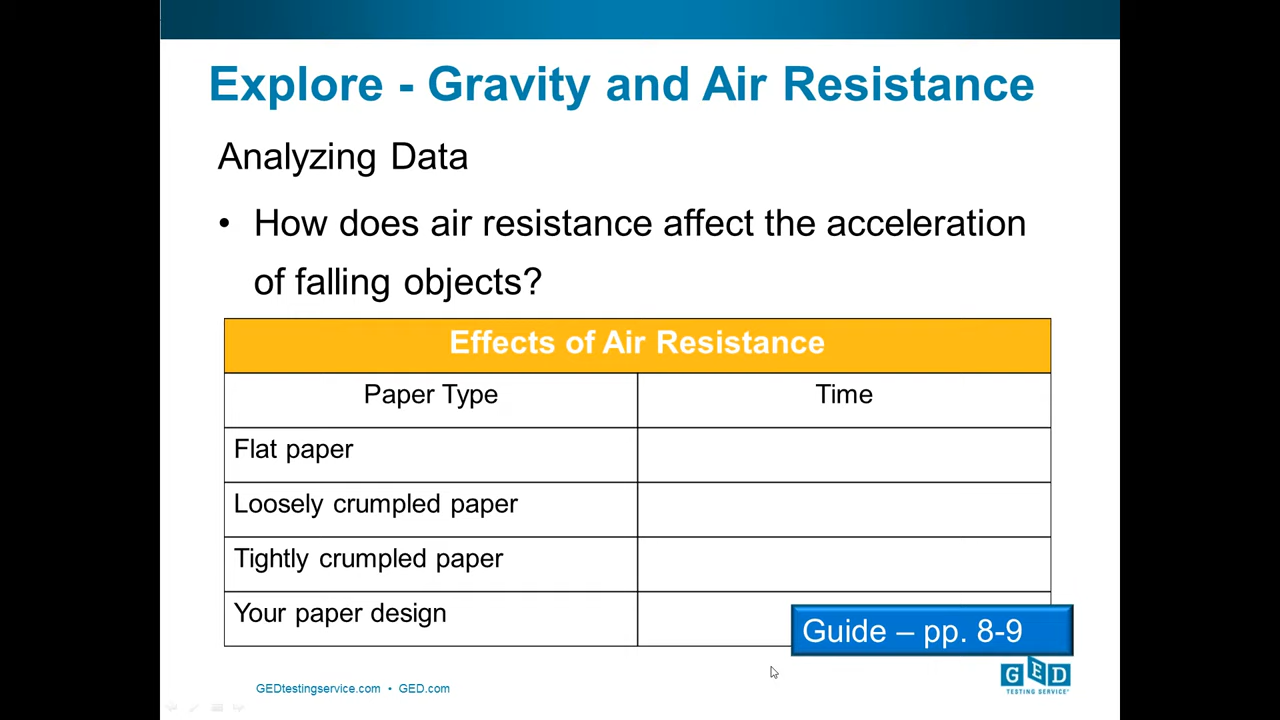 Explore - Gravity and Air Resistance
Analyzing Data
• How does air resistance affect the acceleration
of falling objects?
Effects of Air Resistance
Paper Type Time
Flat paper
Loosely crumpled paper
Tightly crumpled paper
Your paper design
Guide – pp. 8-9
GEDtestingservice.com • GED.com
GED
TESTING SERVICE®